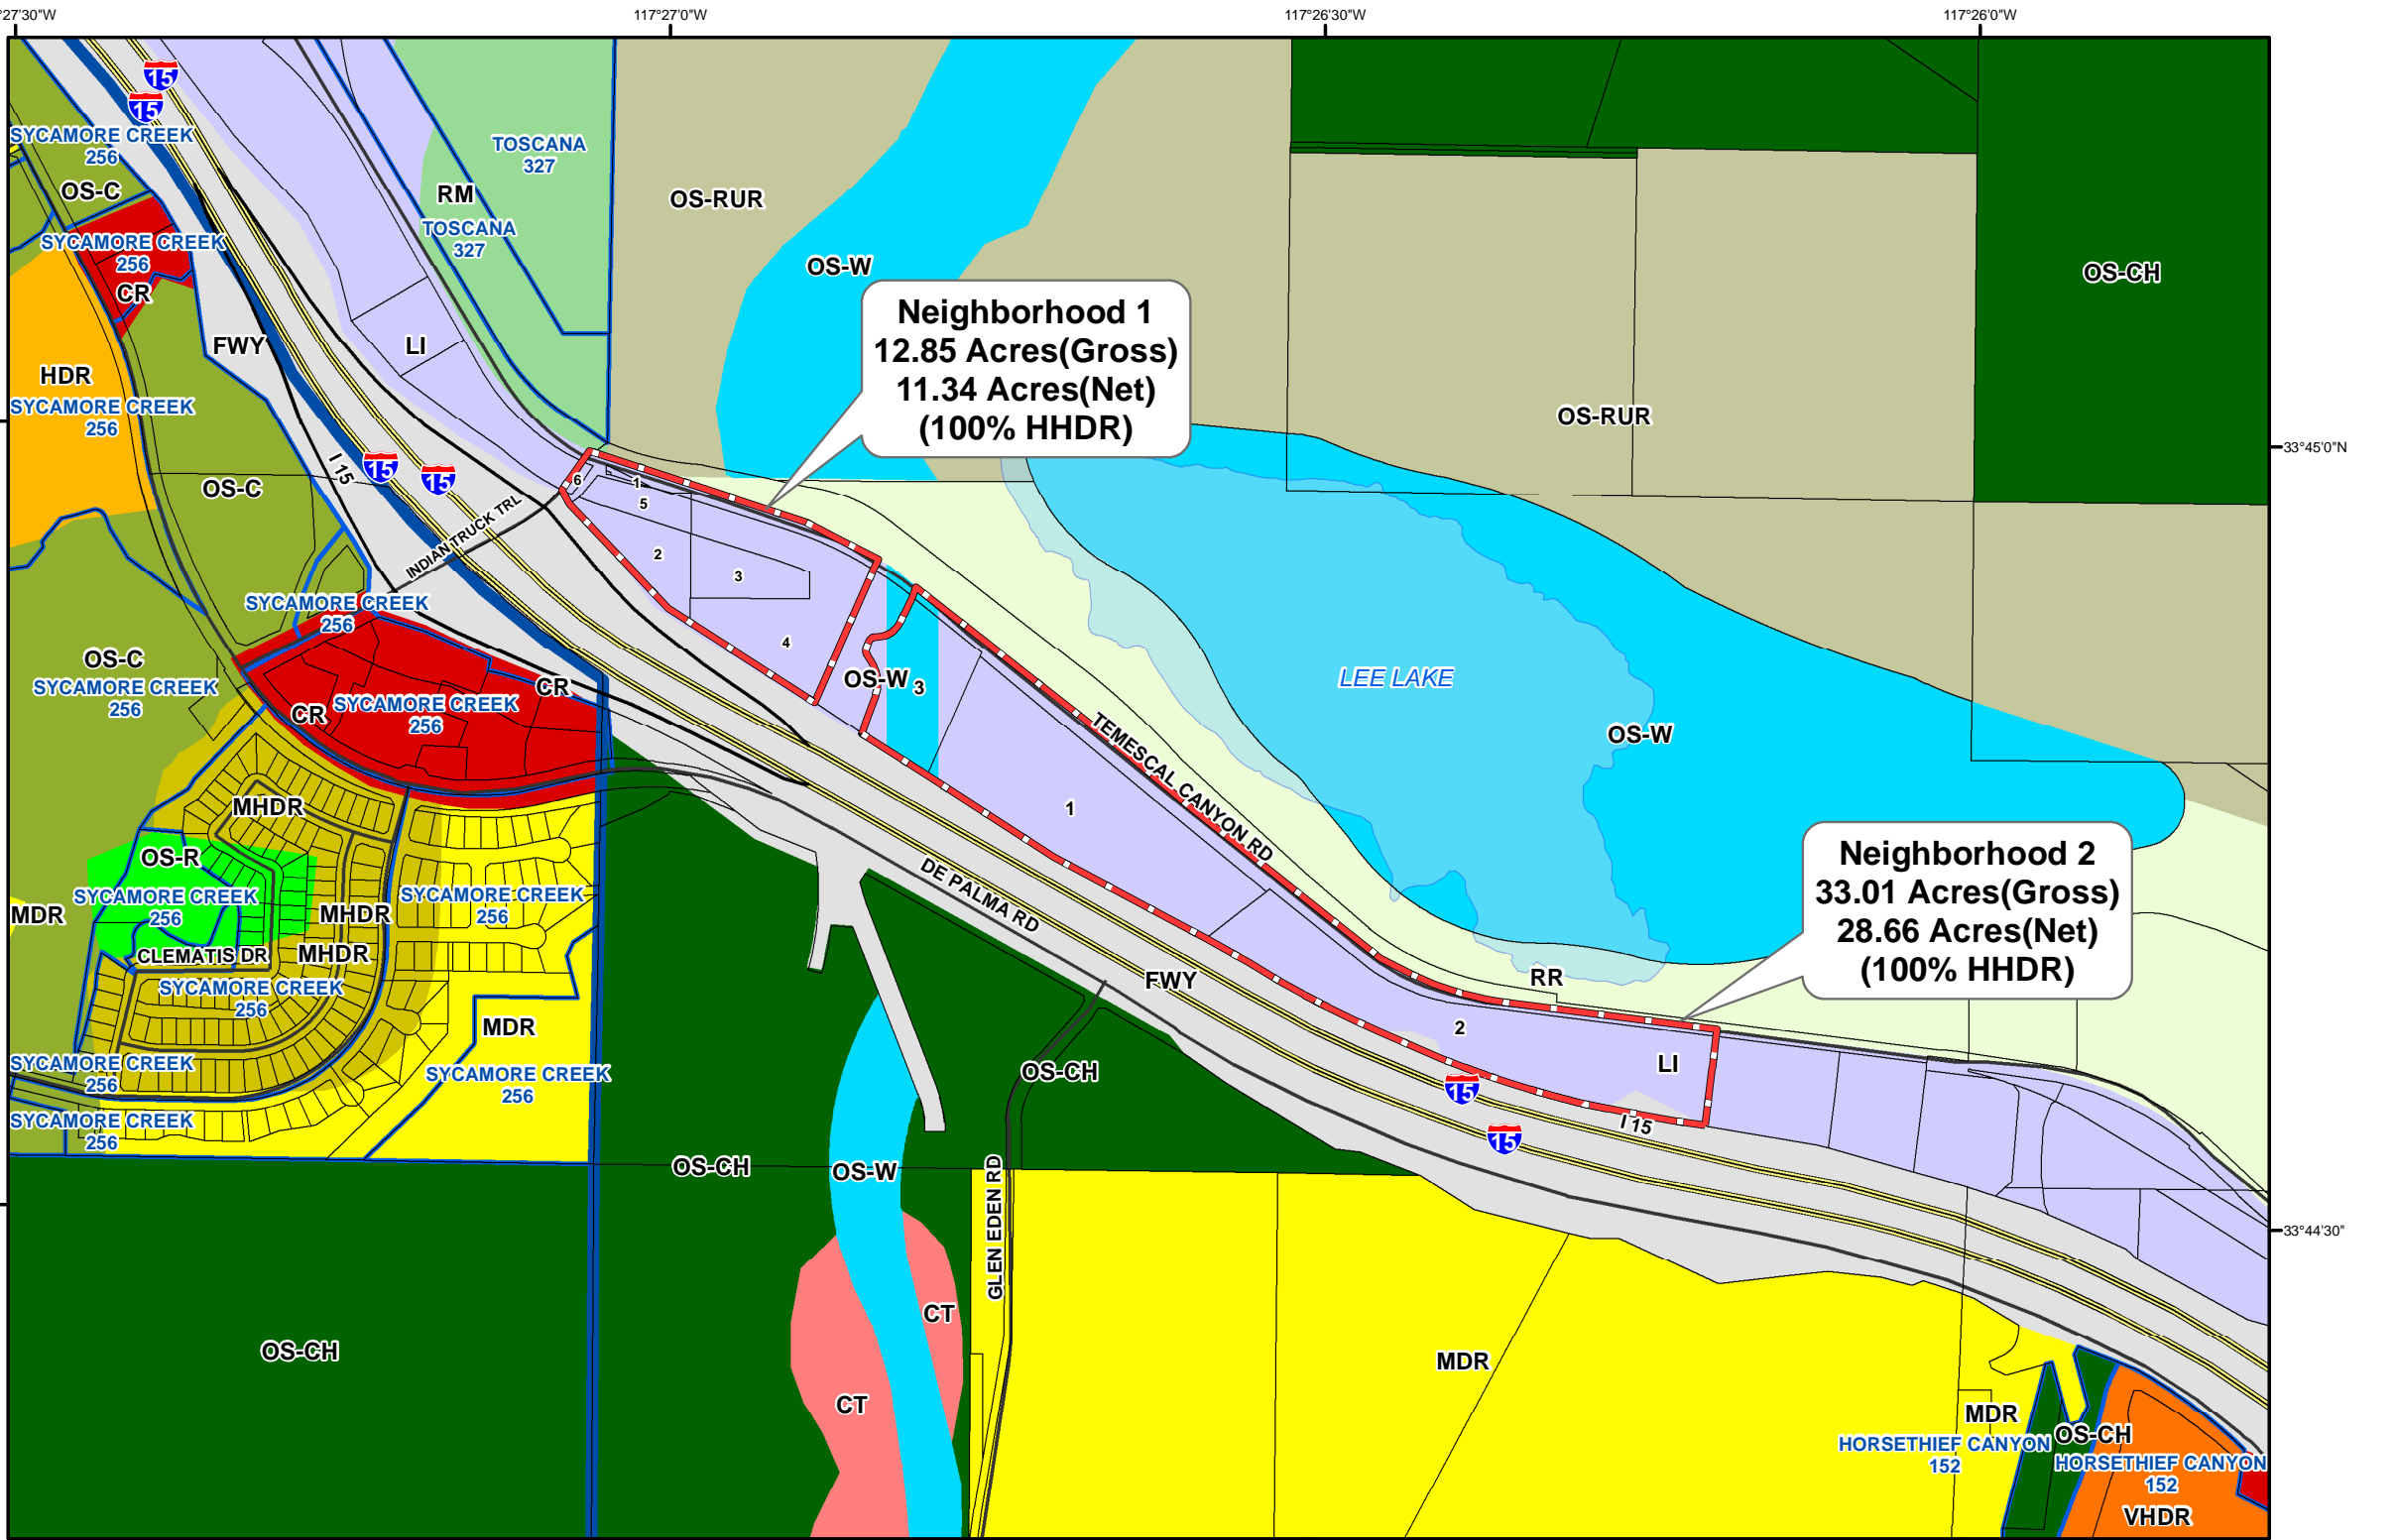 27'30"W
117°27'0"W
117°26'30"W
117°26'0"W
15
15
SYCAMORE CREEK
256
OS-C
TOSCANA
327
RM
TOSCANA
327
OS-RUR
OS-W
OS-CH
SYCAMORE CREEK
256
CR
FWY
LI
HDR
SYCAMORE CREEK
256
Neighborhood 1
12.85 Acres(Gross)
11.34 Acres(Net)
(100% HHDR)
OS-RUR
33°45'0"N
I 15
15
15
OS-C
INDIAN TRUCK TRL
6
1
5
2
3
4
SYCAMORE CREEK
256
OS-C
SYCAMORE CREEK
256
CR
CR
SYCAMORE CREEK
256
OS-W
3
LEE LAKE
OS-W
TEMESCAL CANYON RD
1
MHDR
OS-R
SYCAMORE CREEK
256
MDR
MHDR
SYCAMORE CREEK
256
CLEMATIS DR
MHDR
SYCAMORE CREEK
256
DE PALMA RD
FWY
RR
Neighborhood 2
33.01 Acres(Gross)
28.66 Acres(Net)
(100% HHDR)
2
LI
MDR
SYCAMORE CREEK
256
SYCAMORE CREEK
256
SYCAMORE CREEK
256
OS-CH
15
I 15
15
OS-CH
OS-W
GLEN EDEN RD
33°44'30"
OS-CH
CT
CT
MDR
MDR
HORSETHIEF CANYON
152
OS-CH
HORSETHIEF CANYON
152
VHDR